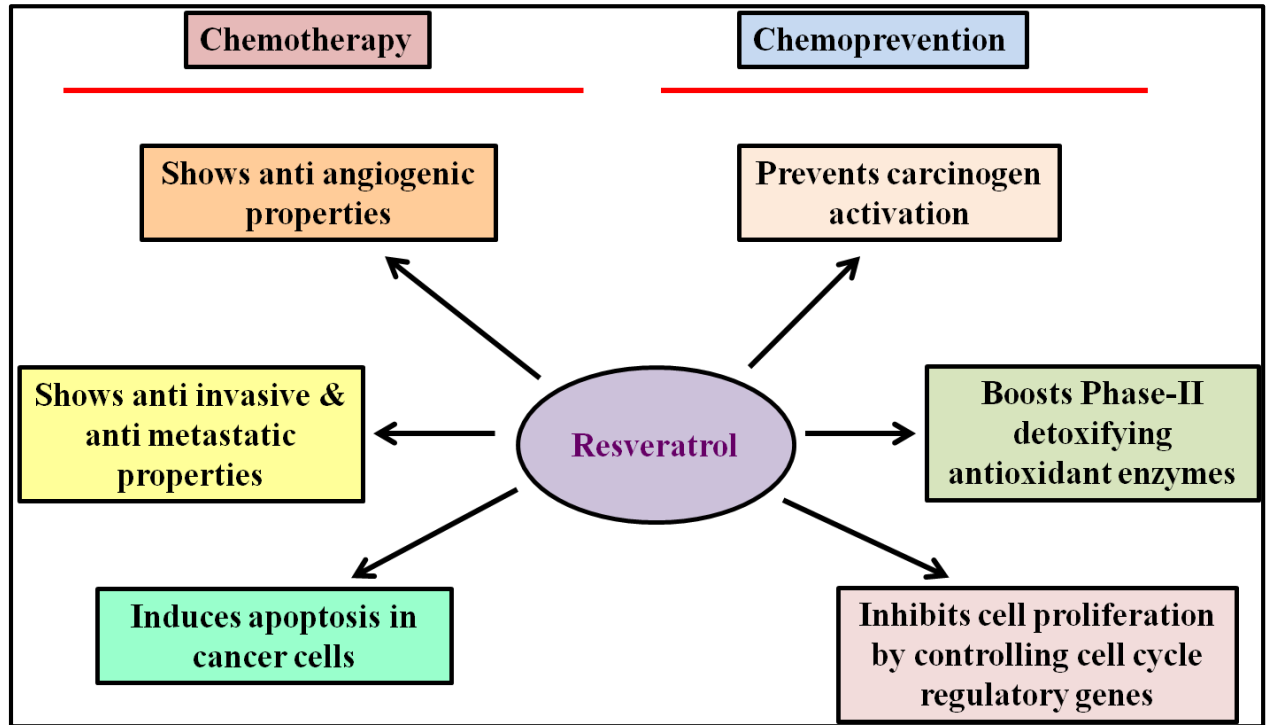 Chemotherapy
Chemoprevention
Shows anti angiogenic
properties
Prevents carcinogen
activation
Shows anti invasive &
anti metastatic
properties
Resveratrol
Boosts Phase-II
detoxifying
antioxidant enzymes
Induces apoptosis in
cancer cells
Inhibits cell proliferation
by controlling cell cycle
regulatory genes